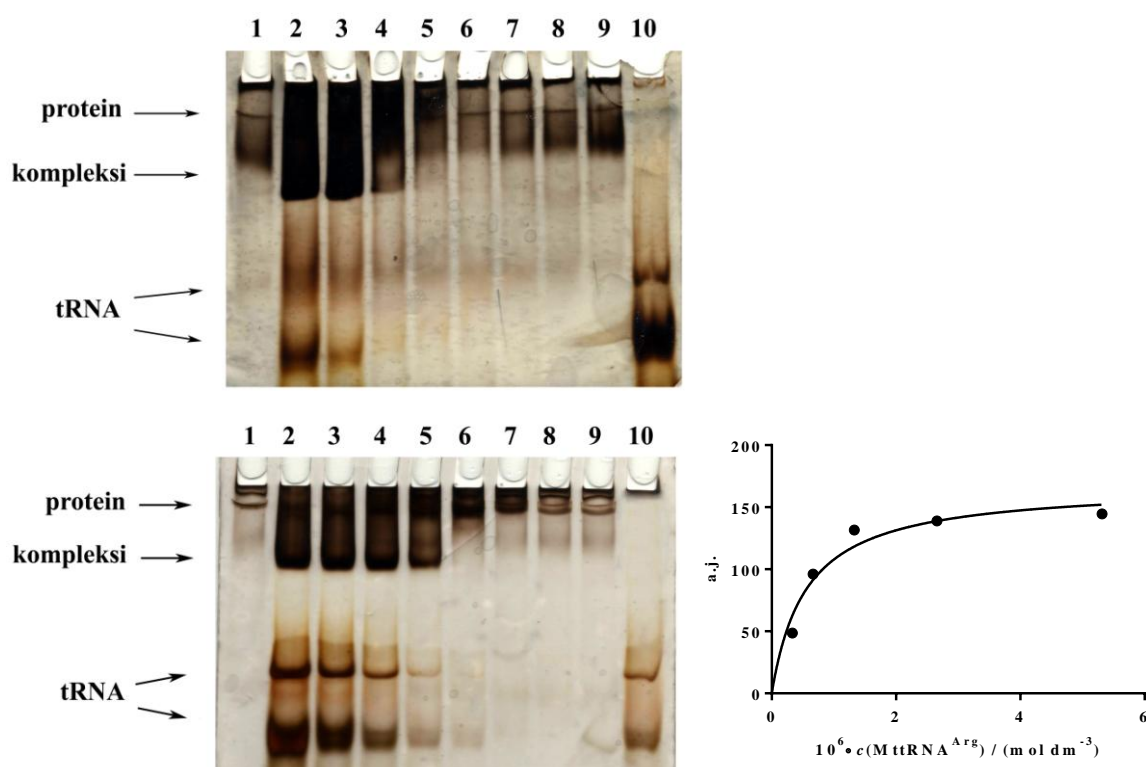 1 2 3 4 5 6 7 8 9 10
protein
kompleksi
tRNA
1 2 3 4 5 6 7 8 9 10
protein
kompleksi
tRNA
200
150
100
50
0
a.j.
0 2 4 6
10⁶•c(MttRNAᴬʳᵍ) / (mol dm⁻³)